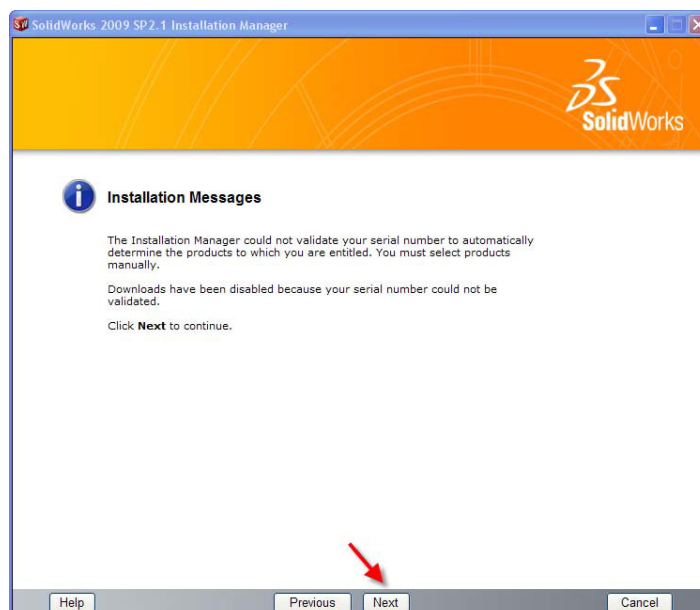 SolidWorks 2009 SP2.1 Installation Manager
SolidWorks
Installation Messages
The Installation Manager could not validate your serial number to automatically
determine the products to which you are entitled. You must select products
manually.
Downloads have been disabled because your serial number could not be
validated.
Click Next to continue.
Help Previous Next Cancel